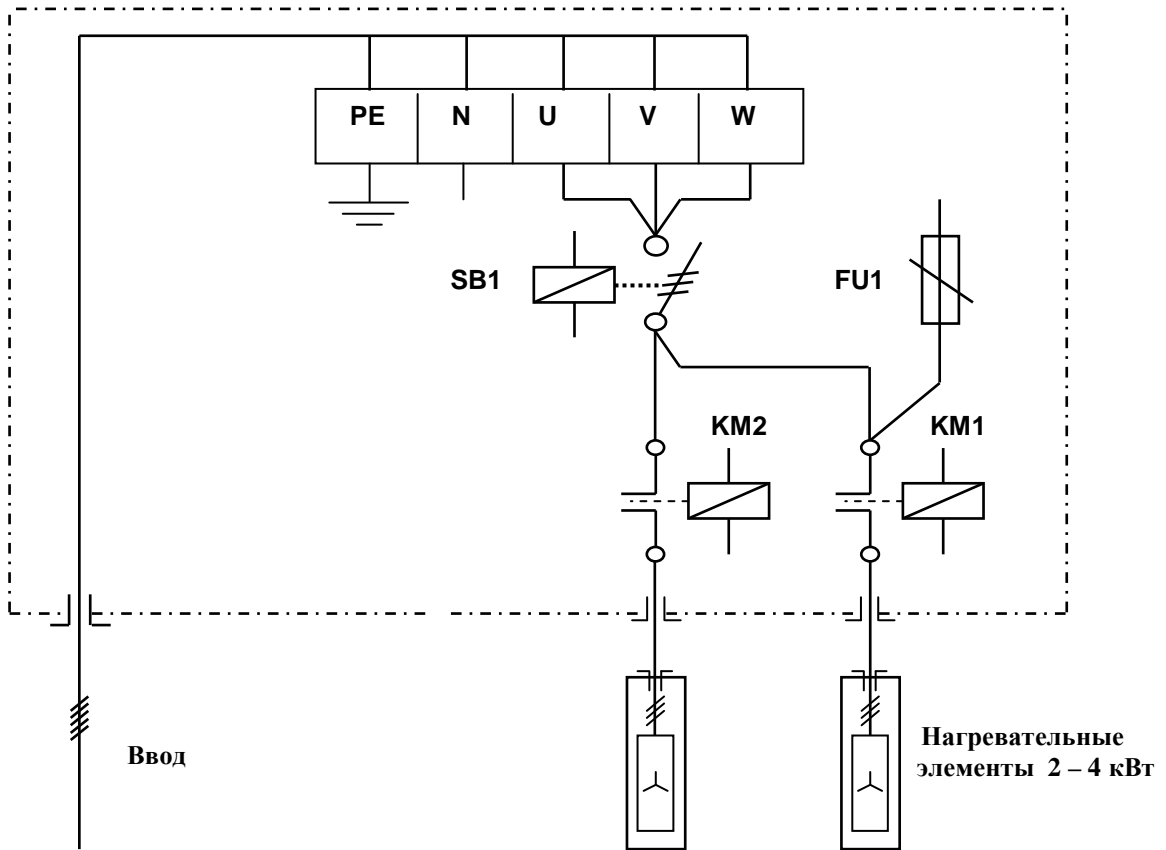 PE N U V W
SB1 FU1
KM2 KM1
Ввод
Нагревательные
элементы 2 – 4 кВт